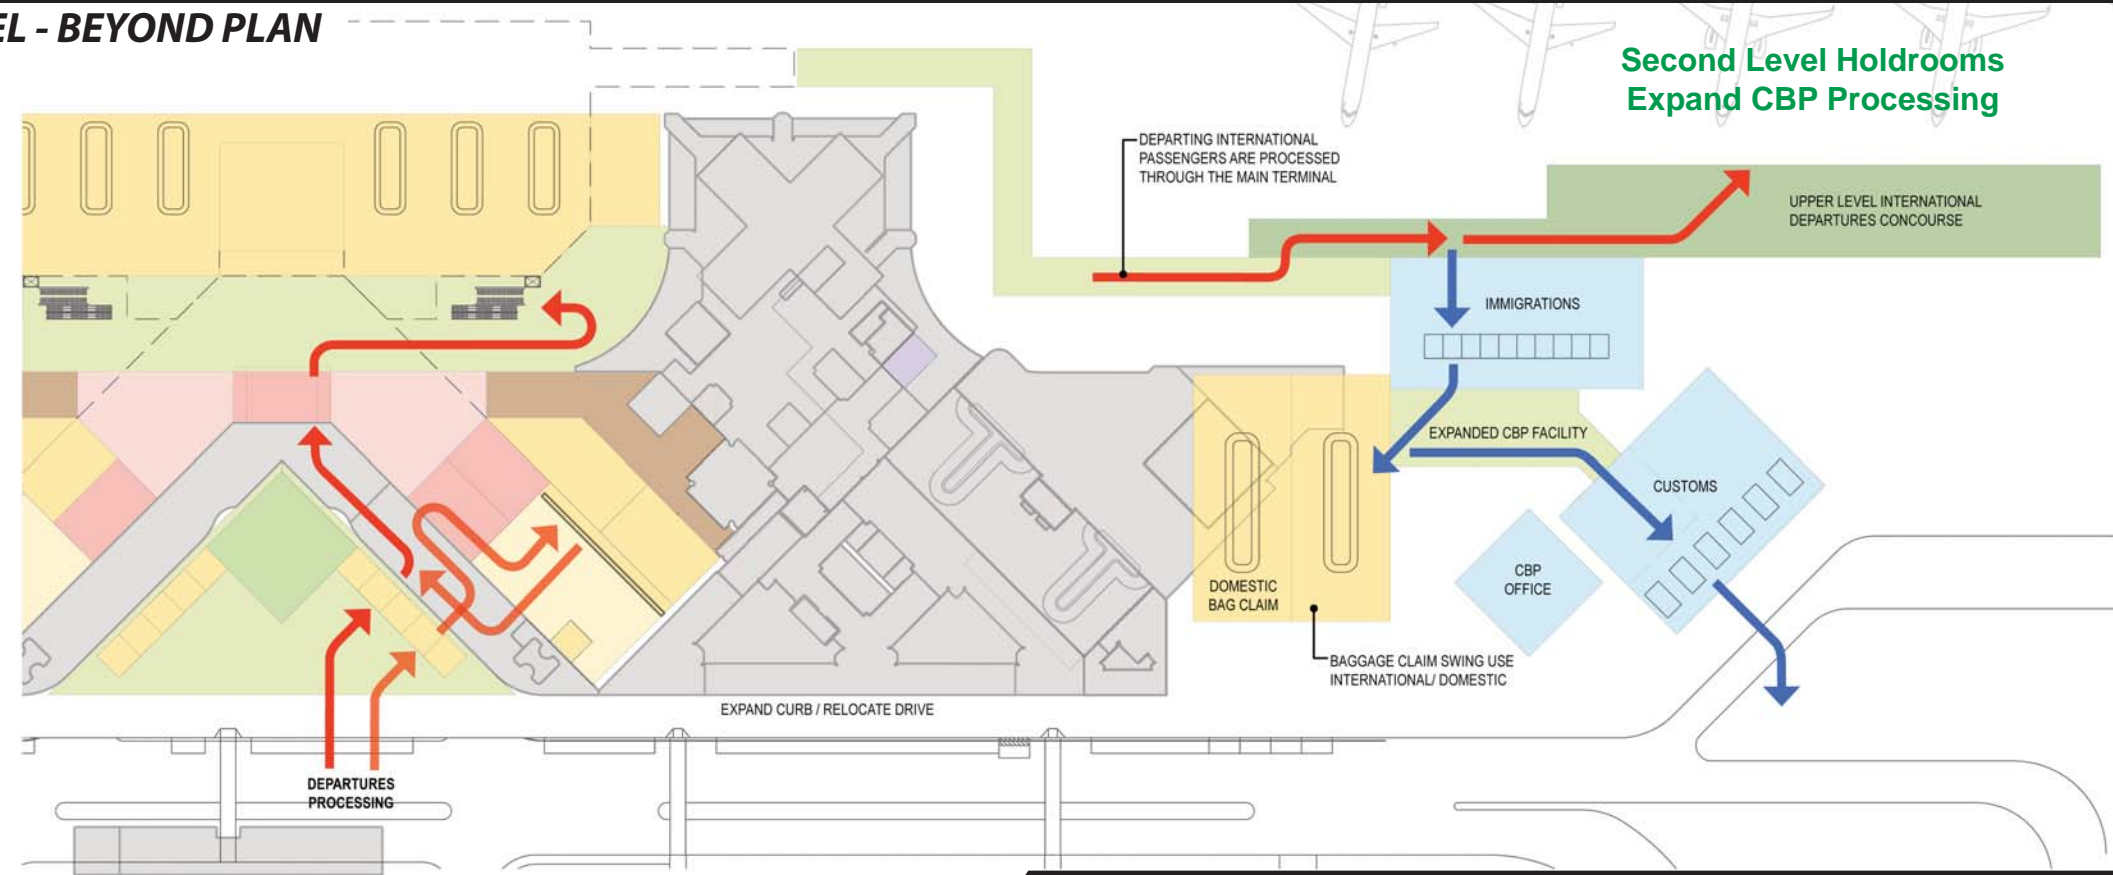 EL - BEYOND PLAN
Second Level Holdrooms
Expand CBP Processing
DEPARTING INTERNATIONAL
PASSENGERS ARE PROCESSED
THROUGH THE MAIN TERMINAL
UPPER LEVEL INTERNATIONAL
DEPARTURES CONCOURSE
IMMIGRATIONS
EXPANDED CBP FACILITY
CUSTOMS
CBP
OFFICE
DOMESTIC
BAG CLAIM
BAGGAGE CLAIM SWING USE
INTERNATIONAL/ DOMESTIC
EXPAND CURB / RELOCATE DRIVE
DEPARTURES
PROCESSING